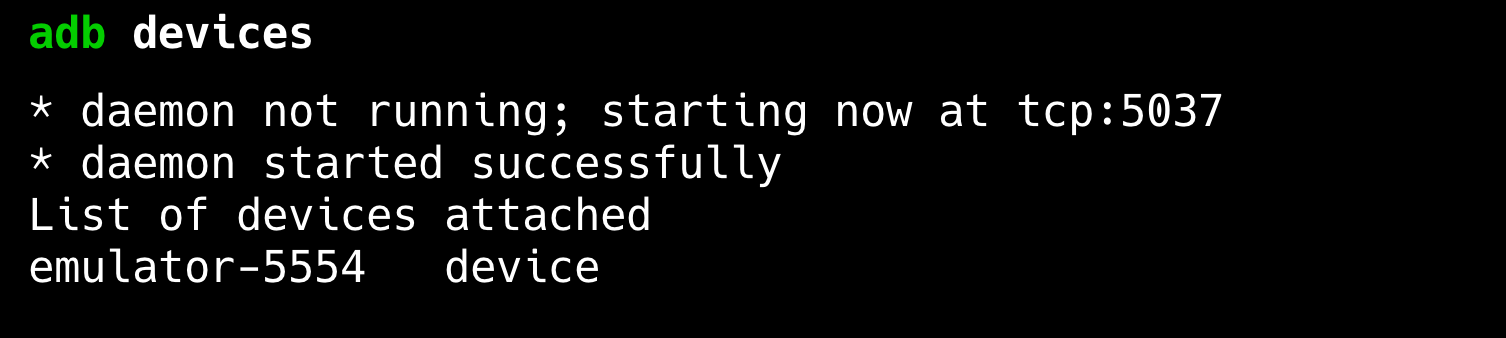 adb devices
* daemon not running; starting now at tcp:5037
* daemon started successfully
List of devices attached
emulator-5554   device